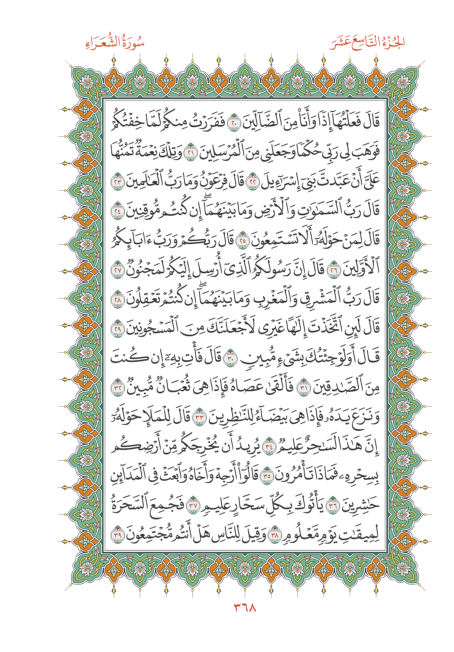 الجُزْءُ التَّاسِعَ عَشَرَ
سُورَةُ الشُّعَرَاءِ
قَالَ فَعَلْتُهَآ إِذًا وَأَنَا۠ مِنَ ٱلضَّآلِّينَ ٢٠ فَفَرَرْتُ مِنكُمْ لَمَّا خِفْتُكُمْ
فَوَهَبَ لِى رَبِّى حُكْمًا وَجَعَلَنِى مِنَ ٱلْمُرْسَلِينَ ٢١ وَتِلْكَ نِعْمَةٌ تَمُنُّهَا
عَلَىَّ أَنْ عَبَّدتَّ بَنِىٓ إِسْرَٰٓءِيلَ ٢٢ قَالَ فِرْعَوْنُ وَمَا رَبُّ ٱلْعَٰلَمِينَ ٢٣
قَالَ رَبُّ ٱلسَّمَٰوَٰتِ وَٱلْأَرْضِ وَمَا بَيْنَهُمَآ ۖ إِن كُنتُم مُّوقِنِينَ ٢٤
قَالَ لِمَنْ حَوْلَهُۥٓ أَلَا تَسْتَمِعُونَ ٢٥ قَالَ رَبُّكُمْ وَرَبُّ ءَابَآئِكُمُ
ٱلْأَوَّلِينَ ٢٦ قَالَ إِنَّ رَسُولَكُمُ ٱلَّذِىٓ أُرْسِلَ إِلَيْكُمْ لَمَجْنُونٌ ٢٧
قَالَ رَبُّ ٱلْمَشْرِقِ وَٱلْمَغْرِبِ وَمَا بَيْنَهُمَآ ۖ إِن كُنتُمْ تَعْقِلُونَ ٢٨
قَالَ لَئِنِ ٱتَّخَذْتَ إِلَٰهًا غَيْرِى لَأَجْعَلَنَّكَ مِنَ ٱلْمَسْجُونِينَ ٢٩
قَالَ أَوَلَوْ جِئْتُكَ بِشَىْءٍ مُّبِينٍ ٣٠ قَالَ فَأْتِ بِهِۦٓ إِن كُنتَ
مِنَ ٱلصَّٰدِقِينَ ٣١ فَأَلْقَىٰ عَصَاهُ فَإِذَا هِىَ ثُعْبَانٌ مُّبِينٌ ٣٢
وَنَزَعَ يَدَهُۥ فَإِذَا هِىَ بَيْضَآءُ لِلنَّٰظِرِينَ ٣٣ قَالَ لِلْمَلَإِ حَوْلَهُۥٓ
إِنَّ هَٰذَا لَسَٰحِرٌ عَلِيمٌ ٣٤ يُرِيدُ أَن يُخْرِجَكُم مِّنْ أَرْضِكُم
بِسِحْرِهِۦ فَمَاذَا تَأْمُرُونَ ٣٥ قَالُوٓا۟ أَرْجِهْ وَأَخَاهُ وَٱبْعَثْ فِى ٱلْمَدَآئِنِ
حَٰشِرِينَ ٣٦ يَأْتُوكَ بِكُلِّ سَحَّارٍ عَلِيمٍ ٣٧ فَجُمِعَ ٱلسَّحَرَةُ
لِمِيقَٰتِ يَوْمٍ مَّعْلُومٍ ٣٨ وَقِيلَ لِلنَّاسِ هَلْ أَنتُم مُّجْتَمِعُونَ ٣٩
٣٦٨